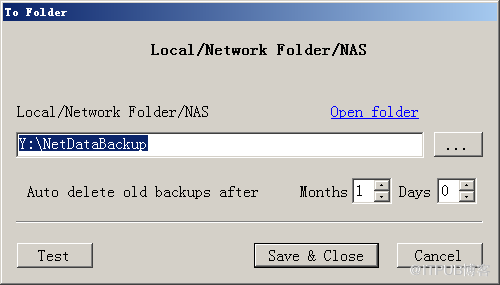 To Folder
Local/Network Folder/NAS
Local/Network Folder/NAS Open folder
Y:\NetDataBackup ...
Auto delete old backups after Months 1 Days 0
Test Save & Close Cancel
@ITPUB博客